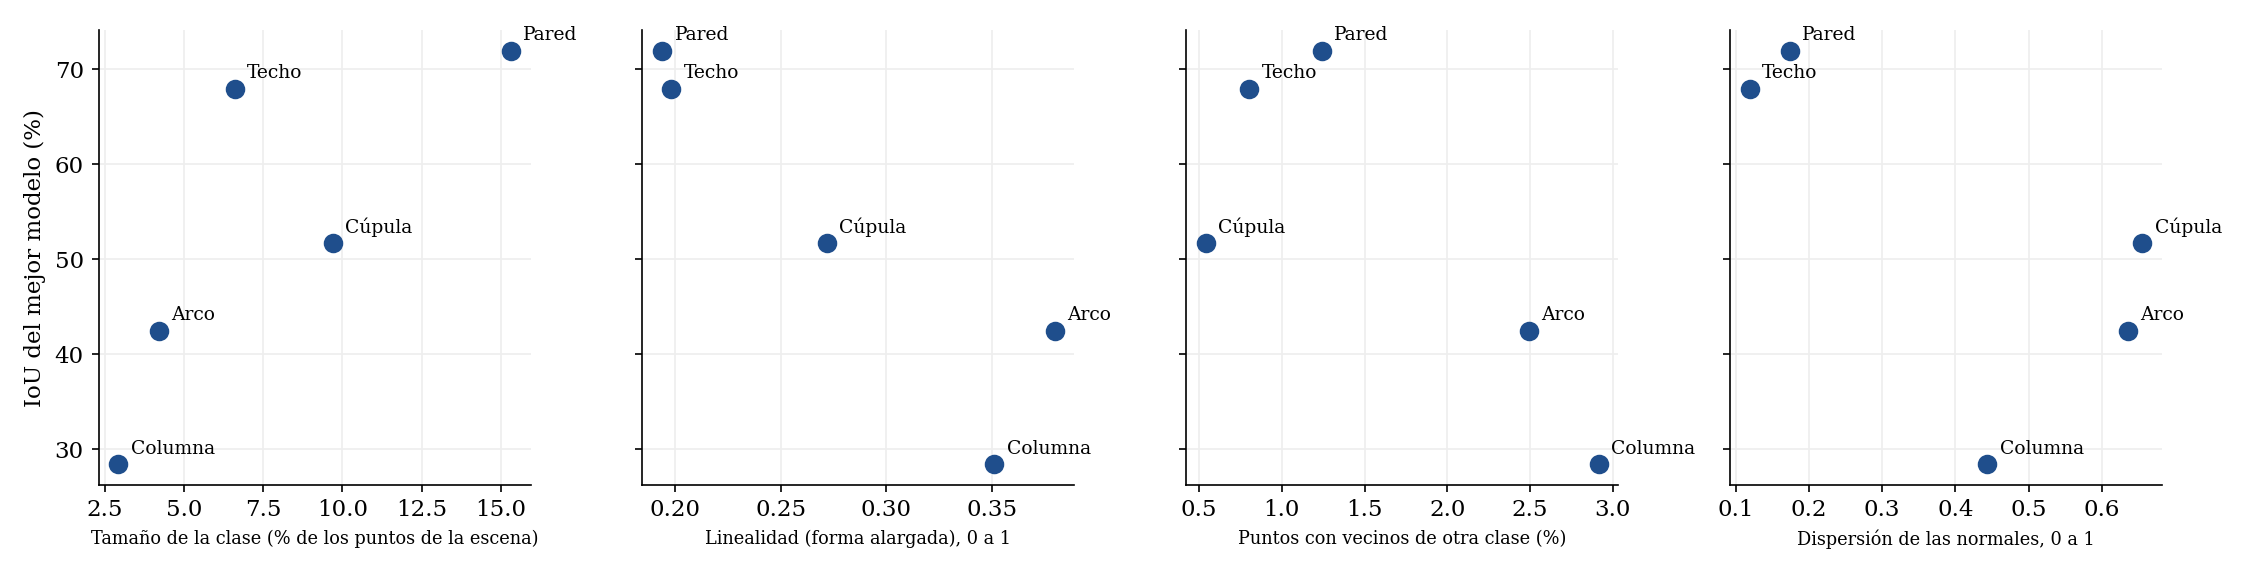 IoU del mejor modelo (%)
70
60
50
40
30
Pared
Techo
Cúpula
Arco
Columna
2.5 5.0 7.5 10.0 12.5 15.0
Tamaño de la clase (% de los puntos de la escena)
Pared
Techo
Cúpula
Arco
Columna
0.20 0.25 0.30 0.35
Linealidad (forma alargada), 0 a 1
Pared
Techo
Cúpula
Arco
Columna
0.5 1.0 1.5 2.0 2.5 3.0
Puntos con vecinos de otra clase (%)
Pared
Techo
Cúpula
Arco
Columna
0.1 0.2 0.3 0.4 0.5 0.6
Dispersión de las normales, 0 a 1